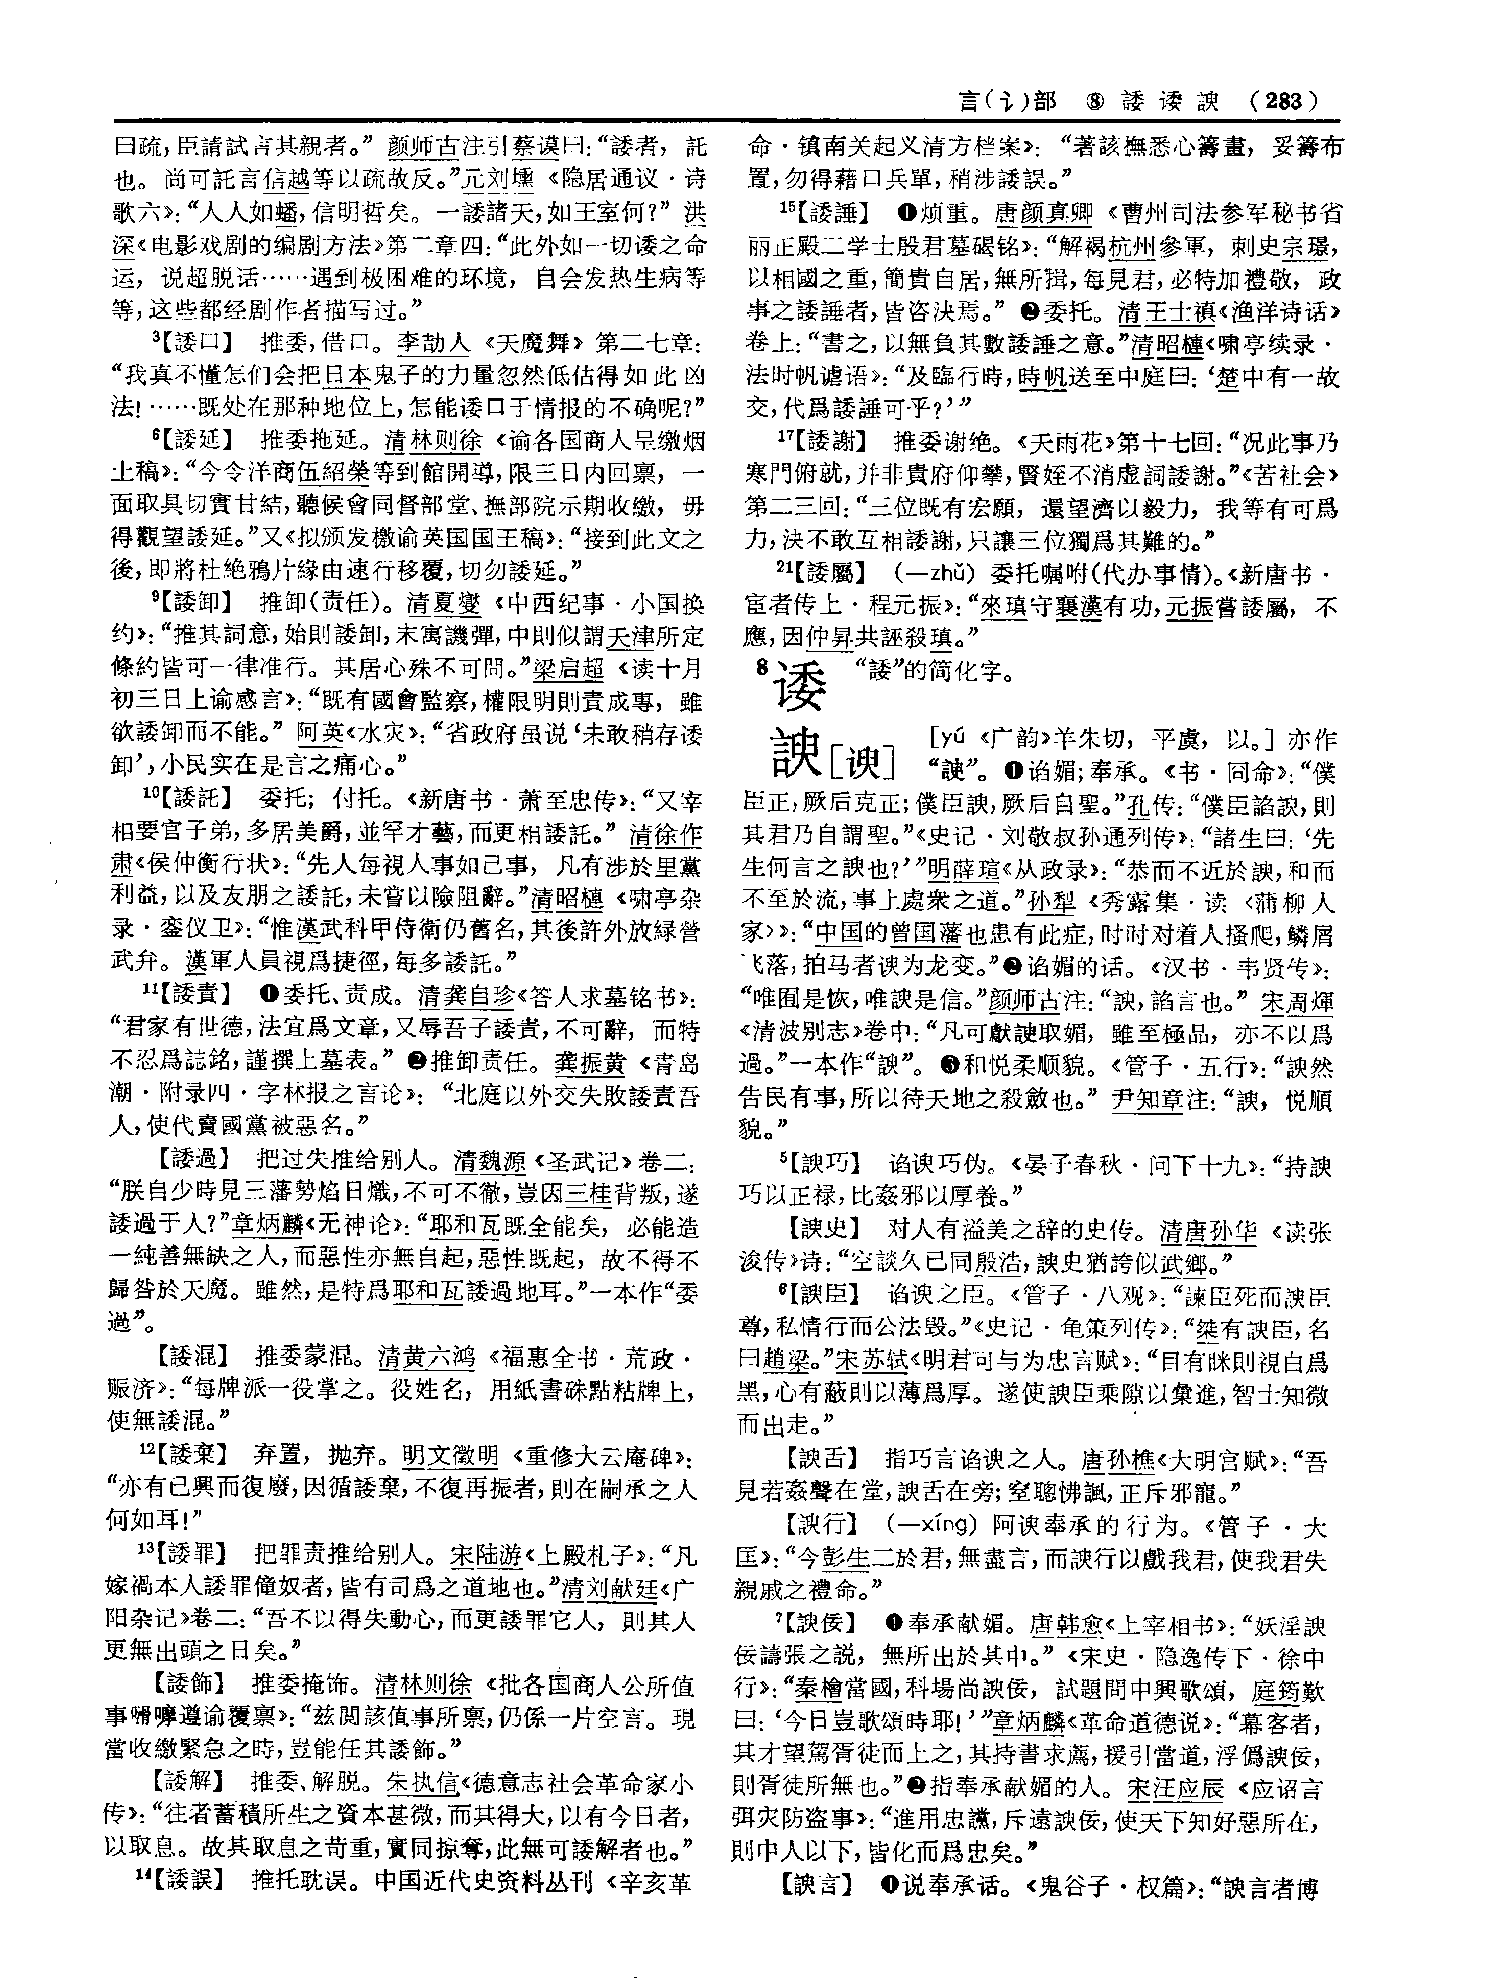 言(讠)部 ⑧ 諉 诿 諛 (283)
曰疏，臣請試言其親者。”颜师古注引蔡谟曰：“諉者，託
也。尚可託言信越等以疏故反。”元刘壎《隐居通议·诗
歌六》：“人人如蟠，信明哲矣。一諉諸天，如王室何？”洪
深《电影戏剧的编剧方法》第二章四：“此外如一切诿之命
运，说超脱话……遇到极困难的环境，自会发热生病等
等，这些都经剧作者描写过。”
3【諉口】 推委，借口。李劼人《天魔舞》第二七章：
“我真不懂怎们会把日本鬼子的力量忽然低估得如此凶
法！……既处在那种地位上，怎能诿口于情报的不确呢？”
6【諉延】 推委拖延。清林则徐《谕各国商人呈缴烟
土稿》：“今令洋商伍紹榮等到館開導，限三日内回禀，一
面取具切實甘結，聽候會同督部堂、撫部院示期收缴，毋
得觀望諉延。”又《拟颁发檄谕英国国王稿》：“接到此文之
後，即將杜絶鴉片緣由速行移覆，切勿諉延。”
9【諉卸】 推卸(责任)。清夏燮《中西纪事·小国换
约》：“推其詞意，始則諉卸，末寓譏彈，中則似謂天津所定
條約皆可一律准行。其居心殊不可問。”梁启超《读十月
初三日上谕感言》：“既有國會監察，權限明則責成專，雖
欲諉卸而不能。”阿英《水灾》：“省政府虽说‘未敢稍存诿
卸’，小民实在是言之痛心。”
10【諉託】 委托；付托。《新唐书·萧至忠传》：“又宰
相要官子弟，多居美爵，並罕才藝，而更相諉託。”清徐作
肃《侯仲衡行状》：“先人每視人事如己事，凡有涉於里黨
利益，以及友朋之諉託，未嘗以險阻辭。”清昭槤《啸亭杂
录·銮仪卫》：“惟漢武科甲侍衛仍舊名，其後許外放緑營
武弁。漢軍人員視爲捷徑，每多諉託。”
11【諉責】 ❶委托、责成。清龚自珍《答人求墓铭书》：
“君家有世德，法宜爲文章，又辱吾子諉責，不可辭，而特
不忍爲誌銘，謹撰上墓表。”❷推卸责任。龚振黄《青岛
潮·附录四·字林报之言论》：“北庭以外交失敗諉責吾
人，使代賣國黨被惡名。”
【諉過】 把过失推给别人。清魏源《圣武记》卷二：
“朕自少時見三藩勢焰日熾，不可不徹，豈因三桂背叛，遂
諉過于人？”章炳麟《无神论》：“耶和瓦既全能矣，必能造
一純善無缺之人，而惡性亦無自起，惡性既起，故不得不
歸咎於天魔。雖然，是特爲耶和瓦諉過地耳。”一本作“委
過”。
【諉混】 推委蒙混。清黄六鸿《福惠全书·荒政·
赈济》：“每牌派一役掌之。役姓名，用紙書硃點粘牌上，
使無諉混。”
12【諉棄】 弃置，抛弃。明文徵明《重修大云庵碑》：
“亦有已興而復廢，因循諉棄，不復再振者，則在嗣承之人
何如耳！”
13【諉罪】 把罪责推给别人。宋陆游《上殿札子》：“凡
嫁禍本人諉罪僮奴者，皆有司爲之道地也。”清刘献廷《广
阳杂记》卷二：“吾不以得失動心，而更諉罪它人，則其人
更無出頭之日矣。”
【諉飾】 推委掩饰。清林则徐《批各国商人公所值
事嗬嘽遵谕覆禀》：“兹閲該值事所禀，仍係一片空言。現
當收缴緊急之時，豈能任其諉飾。”
【諉解】 推委、解脱。朱执信《德意志社会革命家小
传》：“往者蓄積所生之資本甚微，而其得大，以有今日者，
以取息。故其取息之苛重，實同掠奪，此無可諉解者也。”
14【諉誤】 推托耽误。中国近代史资料丛刊《辛亥革
命·镇南关起义清方档案》：“著該撫悉心籌畫，妥籌布
置，勿得藉口兵單，稍涉諉誤。”
15【諉諈】 ❶烦重。唐颜真卿《曹州司法参军秘书省
丽正殿二学士殷君墓碣铭》：“解褐杭州參軍，刺史宗璟，
以相國之重，簡貴自居，無所揖，每見君，必特加禮敬，政
事之諉諈者，皆咨決焉。”❷委托。清王士禛《渔洋诗话》
卷上：“書之，以無負其數諉諈之意。”清昭槤《啸亭续录·
法时帆谑语》：“及臨行時，時帆送至中庭曰：‘楚中有一故
交，代爲諉諈可乎？’”
17【諉謝】 推委谢绝。《天雨花》第十七回：“况此事乃
寒門俯就，并非貴府仰攀，賢姪不消虚詞諉謝。”《苦社会》
第二三回：“三位既有宏願，還望濟以毅力，我等有可爲
力，決不敢互相諉謝，只讓三位獨爲其難的。”
21【諉屬】 (—zhǔ) 委托嘱咐(代办事情)。《新唐书·
宦者传上·程元振》：“來瑱守襄漢有功，元振嘗諉屬，不
應，因仲昇共誣殺瑱。”
8诿 “諉”的简化字。
諛[谀] [yú 《广韵》羊朱切，平虞，以。]亦作
“諛”。❶谄媚；奉承。《书·冏命》：“僕
臣正，厥后克正；僕臣諛，厥后自聖。”孔传：“僕臣諂諛，則
其君乃自謂聖。”《史记·刘敬叔孙通列传》：“諸生曰：‘先
生何言之諛也？’”明薛瑄《从政录》：“恭而不近於諛，和而
不至於流，事上處衆之道。”孙犁《秀露集·读〈蒲柳人
家〉》：“中国的曾国藩也患有此症，时时对着人搔爬，鳞屑
飞落，拍马者谀为龙变。”❷谄媚的话。《汉书·韦贤传》：
“唯囿是恢，唯諛是信。”颜师古注：“諛，諂言也。”宋周煇
《清波别志》卷中：“凡可獻諛取媚，雖至極品，亦不以爲
過。”一本作“諛”。❸和悦柔顺貌。《管子·五行》：“諛然
告民有事，所以待天地之殺斂也。”尹知章注：“諛，悦順
貌。”
5【諛巧】 谄谀巧伪。《晏子春秋·问下十九》：“持諛
巧以正禄，比姦邪以厚養。”
【諛史】 对人有溢美之辞的史传。清唐孙华《读张
浚传》诗：“空談久已同殷浩，諛史猶誇似武鄉。”
6【諛臣】 谄谀之臣。《管子·八观》：“諫臣死而諛臣
尊，私情行而公法毁。”《史记·龟策列传》：“桀有諛臣，名
曰趙梁。”宋苏轼《明君可与为忠言赋》：“目有眯則視白爲
黑，心有蔽則以薄爲厚。遂使諛臣乘隙以彙進，智士知微
而出走。”
【諛舌】 指巧言谄谀之人。唐孙樵《大明宫赋》：“吾
見若姦聲在堂，諛舌在旁；窒聰怫諷，正斥邪寵。”
【諛行】 (—xíng) 阿谀奉承的行为。《管子·大
匡》：“今彭生二於君，無盡言，而諛行以戲我君，使我君失
親戚之禮命。”
7【諛佞】 ❶奉承献媚。唐韩愈《上宰相书》：“妖淫諛
佞譸張之説，無所出於其中。”《宋史·隐逸传下·徐中
行》：“秦檜當國，科場尚諛佞，試題問中興歌頌，庭筠歎
曰：‘今日豈歌頌時耶！’”章炳麟《革命道德说》：“幕客者，
其才望駕胥徒而上之，其持書求薦，援引當道，浮僞諛佞，
則胥徒所無也。”❷指奉承献媚的人。宋汪应辰《应诏言
弭灾防盗事》：“進用忠讜，斥遠諛佞，使天下知好惡所在，
則中人以下，皆化而爲忠矣。”
【諛言】 ❶说奉承话。《鬼谷子·权篇》：“諛言者博